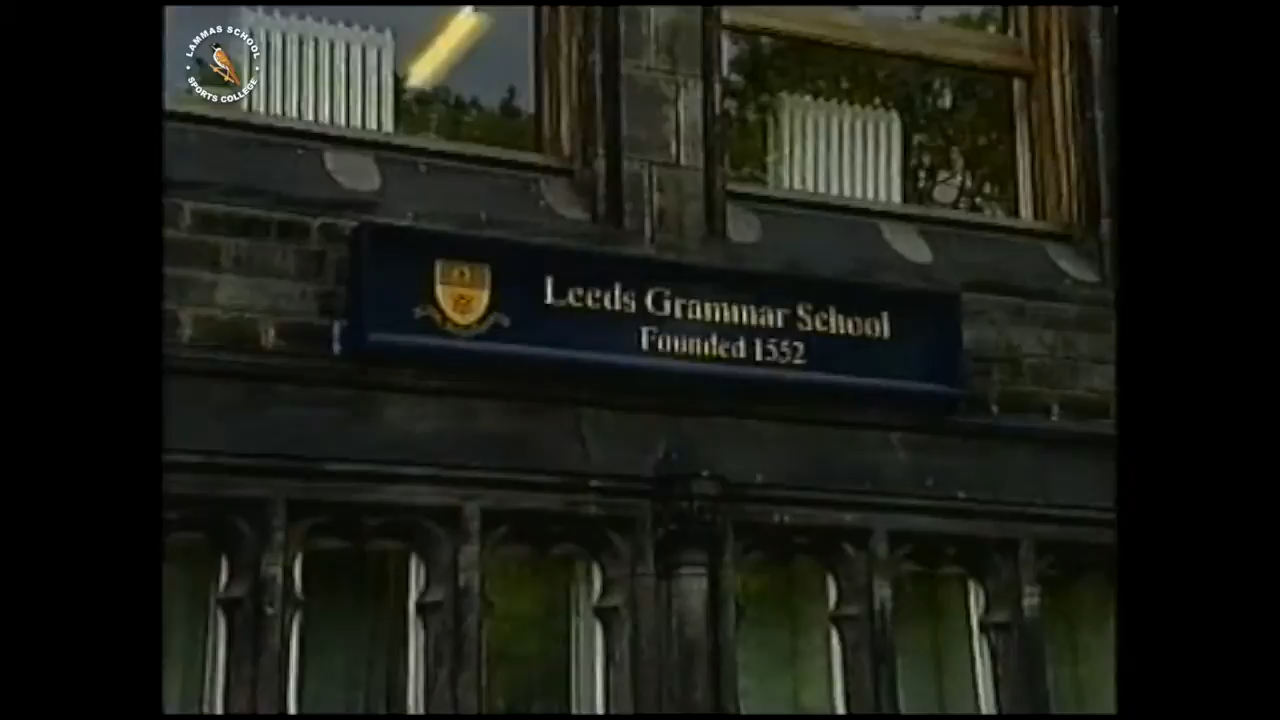 LAMMAS SCHOOL
SPORTS COLLEGE
Leeds Grammar School
Founded 1552